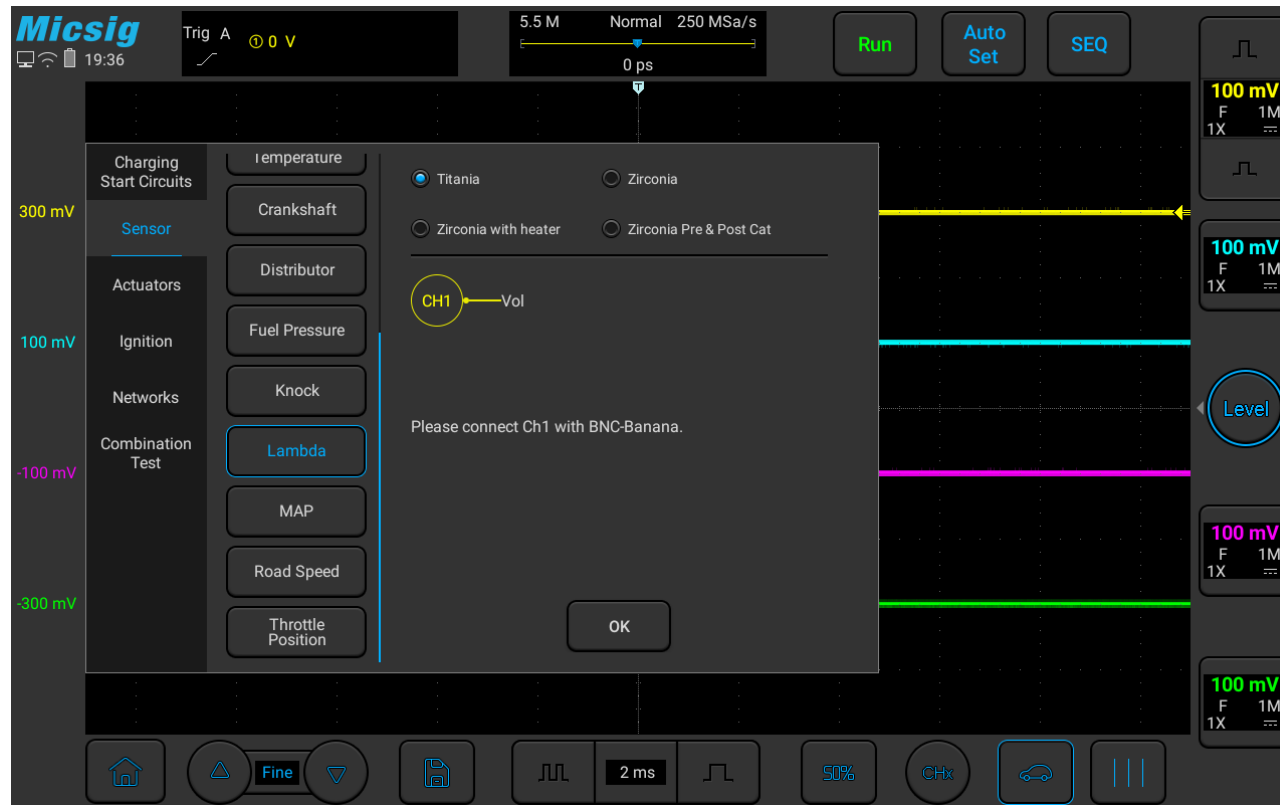 Micsig
19:36
Trig A
① 0 V
5.5 M Normal 250 MSa/s
0 ps
T
Run
Auto
Set
SEQ
100 mV
F 1M
1X
300 mV
100 mV
-100 mV
-300 mV
Charging
Start Circuits
Sensor
Actuators
Ignition
Networks
Combination
Test
Temperature
Crankshaft
Distributor
Fuel Pressure
Knock
Lambda
MAP
Road Speed
Throttle
Position
Titania
Zirconia
Zirconia with heater
Zirconia Pre & Post Cat
CH1 Vol
Please connect Ch1 with BNC-Banana.
OK
100 mV
F 1M
1X
Level
100 mV
F 1M
1X
100 mV
F 1M
1X
Fine
2 ms
50%
CHx